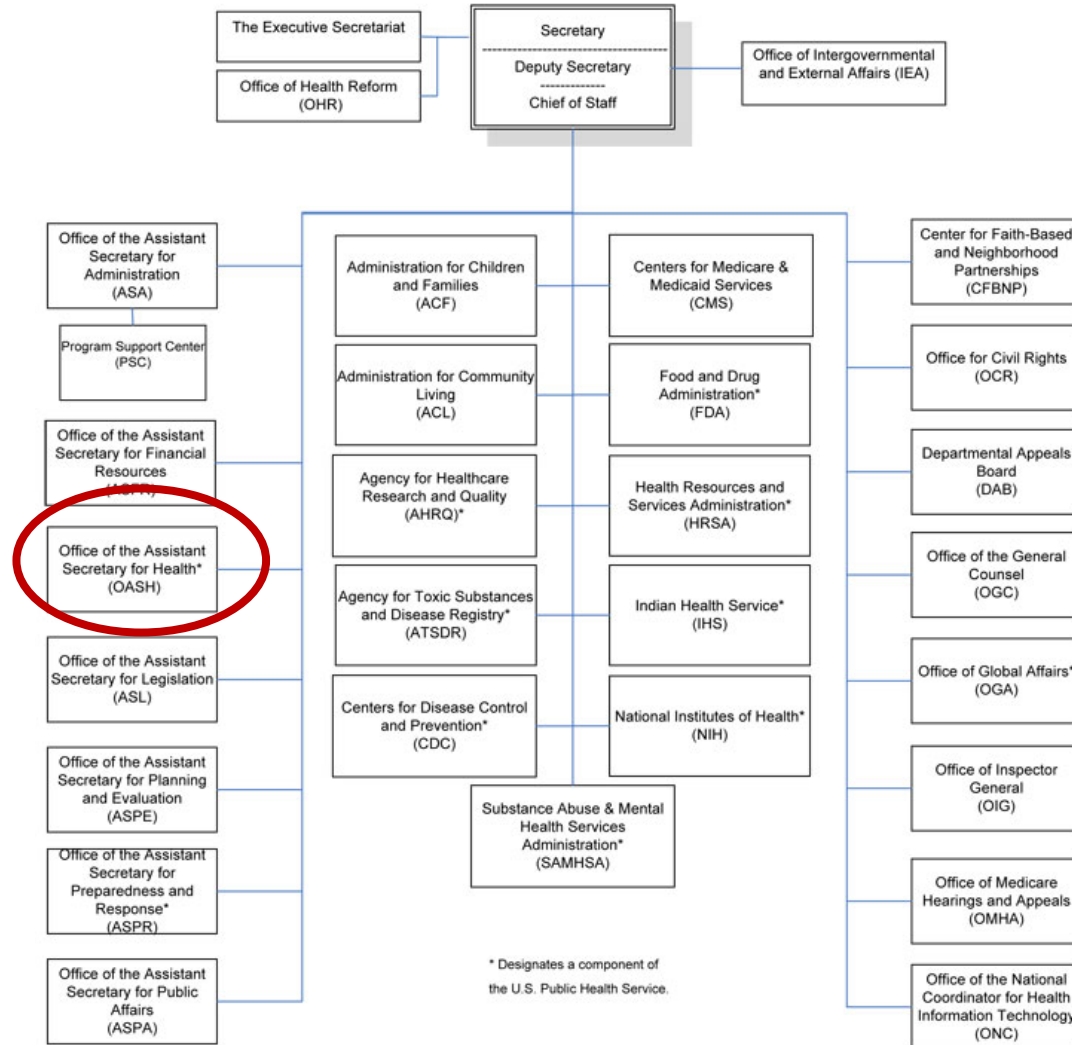 The Executive Secretariat
Office of Health Reform
(OHR)
Secretary
Deputy Secretary
Chief of Staff
Office of Intergovernmental
and External Affairs (IEA)
Office of the Assistant
Secretary for
Administration
(ASA)
Program Support Center
(PSC)
Office of the Assistant
Secretary for Financial
Resources
(ASFR)
Office of the Assistant
Secretary for Health*
(OASH)
Office of the Assistant
Secretary for Legislation
(ASL)
Office of the Assistant
Secretary for Planning
and Evaluation
(ASPE)
Office of the Assistant
Secretary for
Preparedness and
Response*
(ASPR)
Office of the Assistant
Secretary for Public
Affairs
(ASPA)
Administration for Children
and Families
(ACF)
Administration for Community
Living
(ACL)
Agency for Healthcare
Research and Quality
(AHRQ)*
Agency for Toxic Substances
and Disease Registry*
(ATSDR)
Centers for Disease Control
and Prevention*
(CDC)
Centers for Medicare &
Medicaid Services
(CMS)
Food and Drug
Administration*
(FDA)
Health Resources and
Services Administration*
(HRSA)
Indian Health Service*
(IHS)
National Institutes of Health*
(NIH)
Substance Abuse & Mental
Health Services
Administration*
(SAMHSA)
* Designates a component of
the U.S. Public Health Service.
Center for Faith-Based
and Neighborhood
Partnerships
(CFBNP)
Office for Civil Rights
(OCR)
Departmental Appeals
Board
(DAB)
Office of the General
Counsel
(OGC)
Office of Global Affairs*
(OGA)
Office of Inspector
General
(OIG)
Office of Medicare
Hearings and Appeals
(OMHA)
Office of the National
Coordinator for Health
Information Technology
(ONC)